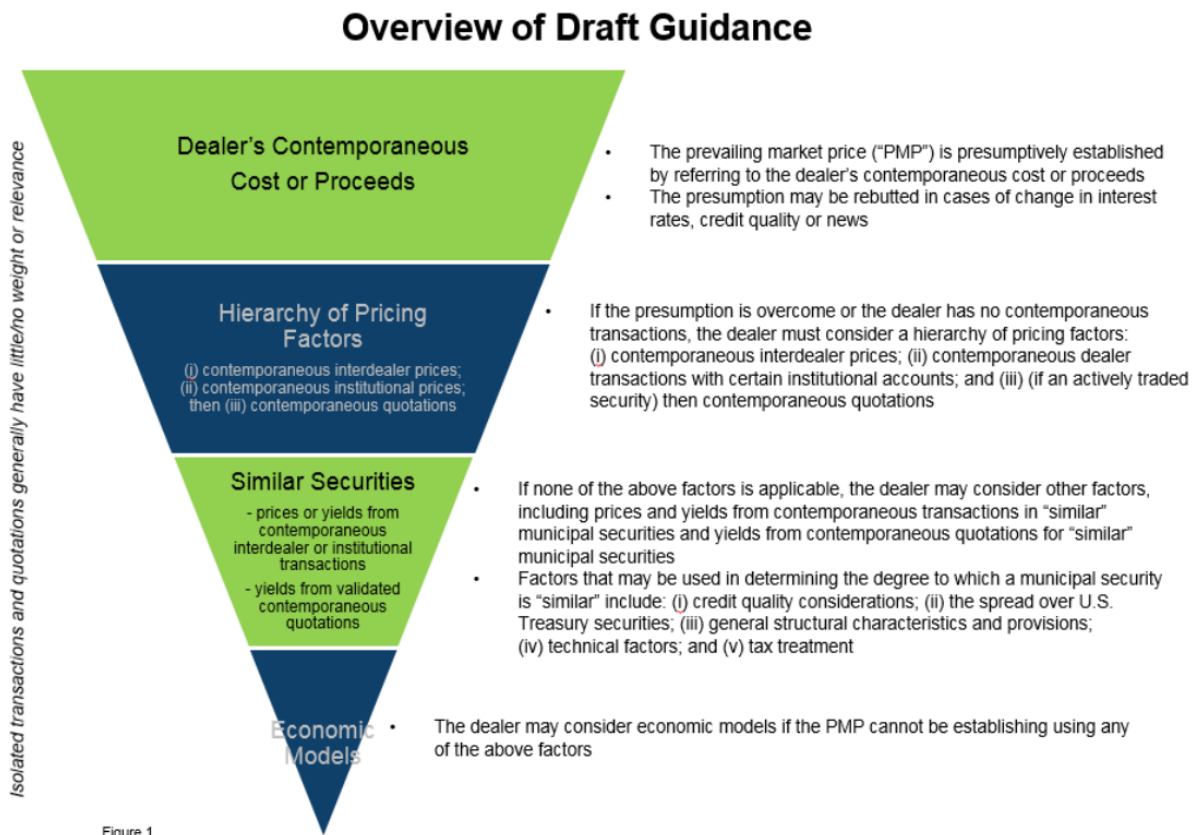 Overview of Draft Guidance
Isolated transactions and quotations generally have little/no weight or relevance
Dealer's Contemporaneous
Cost or Proceeds
• The prevailing market price ("PMP") is presumptively established
by referring to the dealer's contemporaneous cost or proceeds
• The presumption may be rebutted in cases of change in interest
rates, credit quality or news
Hierarchy of Pricing
Factors
(i) contemporaneous interdealer prices;
(ii) contemporaneous institutional prices;
then (iii) contemporaneous quotations
• If the presumption is overcome or the dealer has no contemporaneous
transactions, the dealer must consider a hierarchy of pricing factors:
(i) contemporaneous interdealer prices; (ii) contemporaneous dealer
transactions with certain institutional accounts; and (iii) (if an actively traded
security) then contemporaneous quotations
Similar Securities
- prices or yields from
contemporaneous
interdealer or institutional
transactions
- yields from validated
contemporaneous
quotations
• If none of the above factors is applicable, the dealer may consider other factors,
including prices and yields from contemporaneous transactions in "similar"
municipal securities and yields from contemporaneous quotations for "similar"
municipal securities
• Factors that may be used in determining the degree to which a municipal security
is "similar" include: (i) credit quality considerations; (ii) the spread over U.S.
Treasury securities; (iii) general structural characteristics and provisions;
(iv) technical factors; and (v) tax treatment
Economic
Models
• The dealer may consider economic models if the PMP cannot be establishing using any
of the above factors
Figure 1